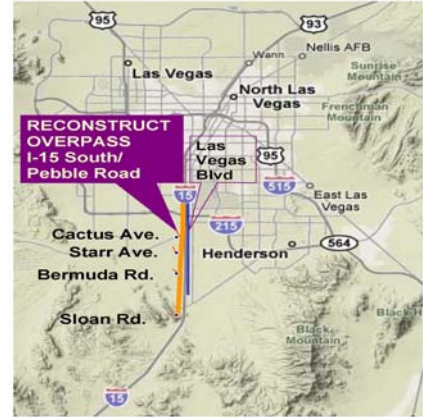 95
93
Nellis AFB
Wann
Sunrise
Mountain
Las Vegas
North Las
Vegas
Frenchman
Mountain
RECONSTRUCT
OVERPASS
I-15 South/
Pebble Road
Las
Vegas
Blvd
95
515
15
East Las
Vegas
215
Cactus Ave.
Starr Ave.
Henderson
564
Bermuda Rd.
Sloan Rd.
Black
Mountain
Black H
15